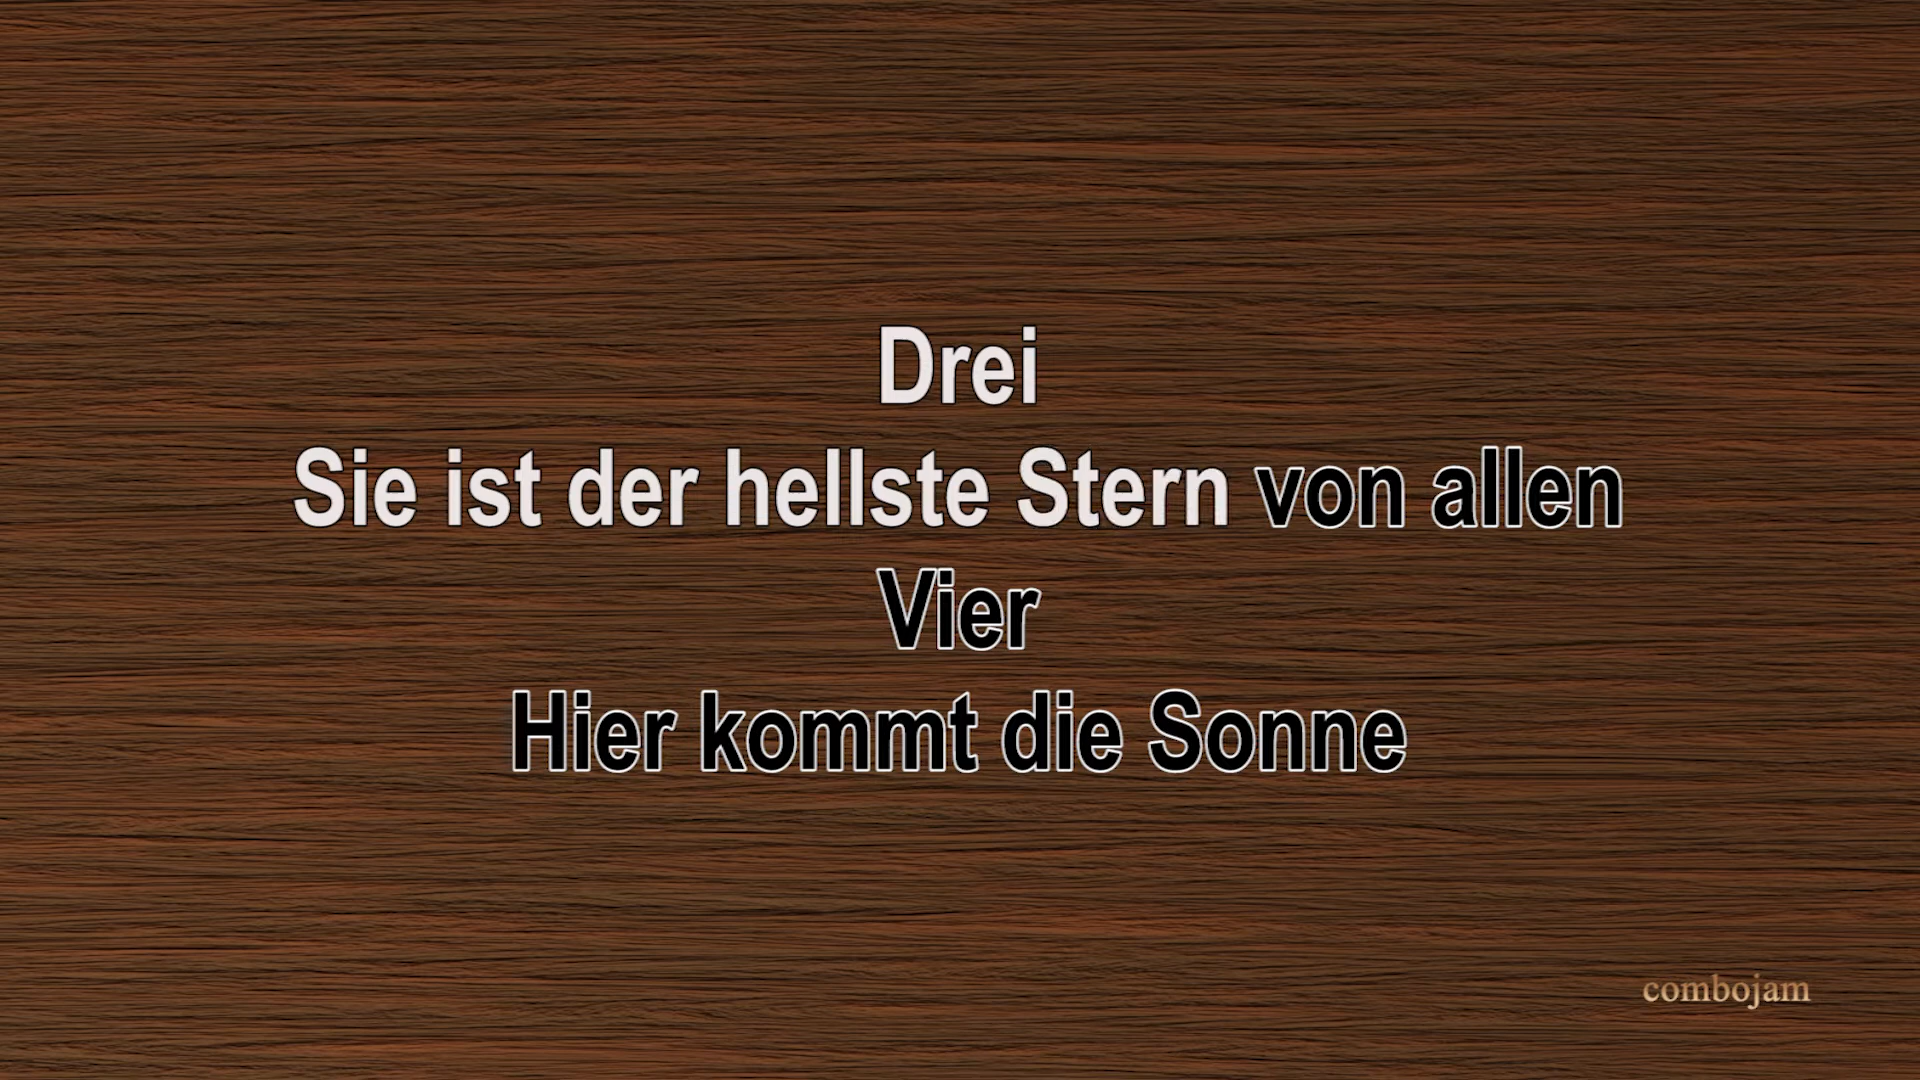 Drei
Sie ist der hellste Stern von allen
Vier
Hier kommt die Sonne
combojam